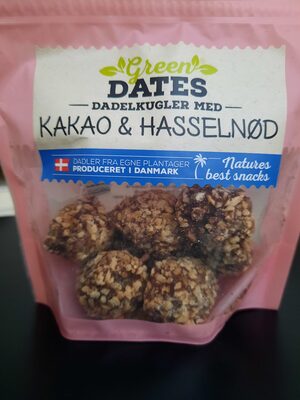 Green
DATES
DADELKUGLER MED
KAKAO & HASSELNØD
DADLER FRA EGNE PLANTAGER
PRODUCERET I DANMARK
Natures
best snacks